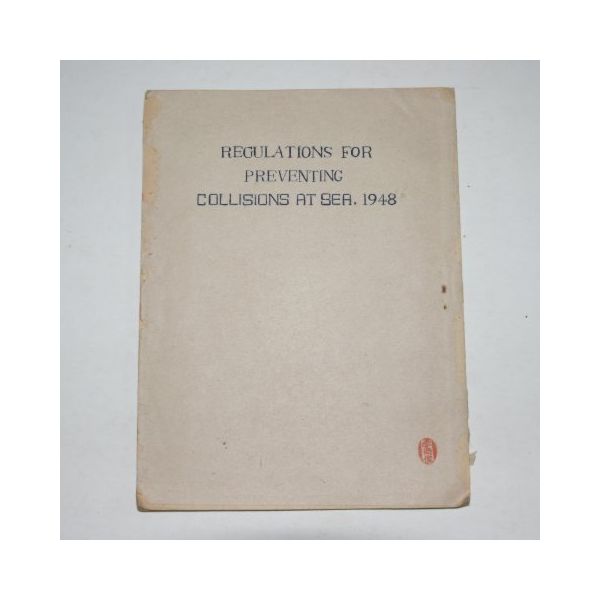 REGULATIONS FOR
PREVENTING
COLLISIONS AT SEA. 1948